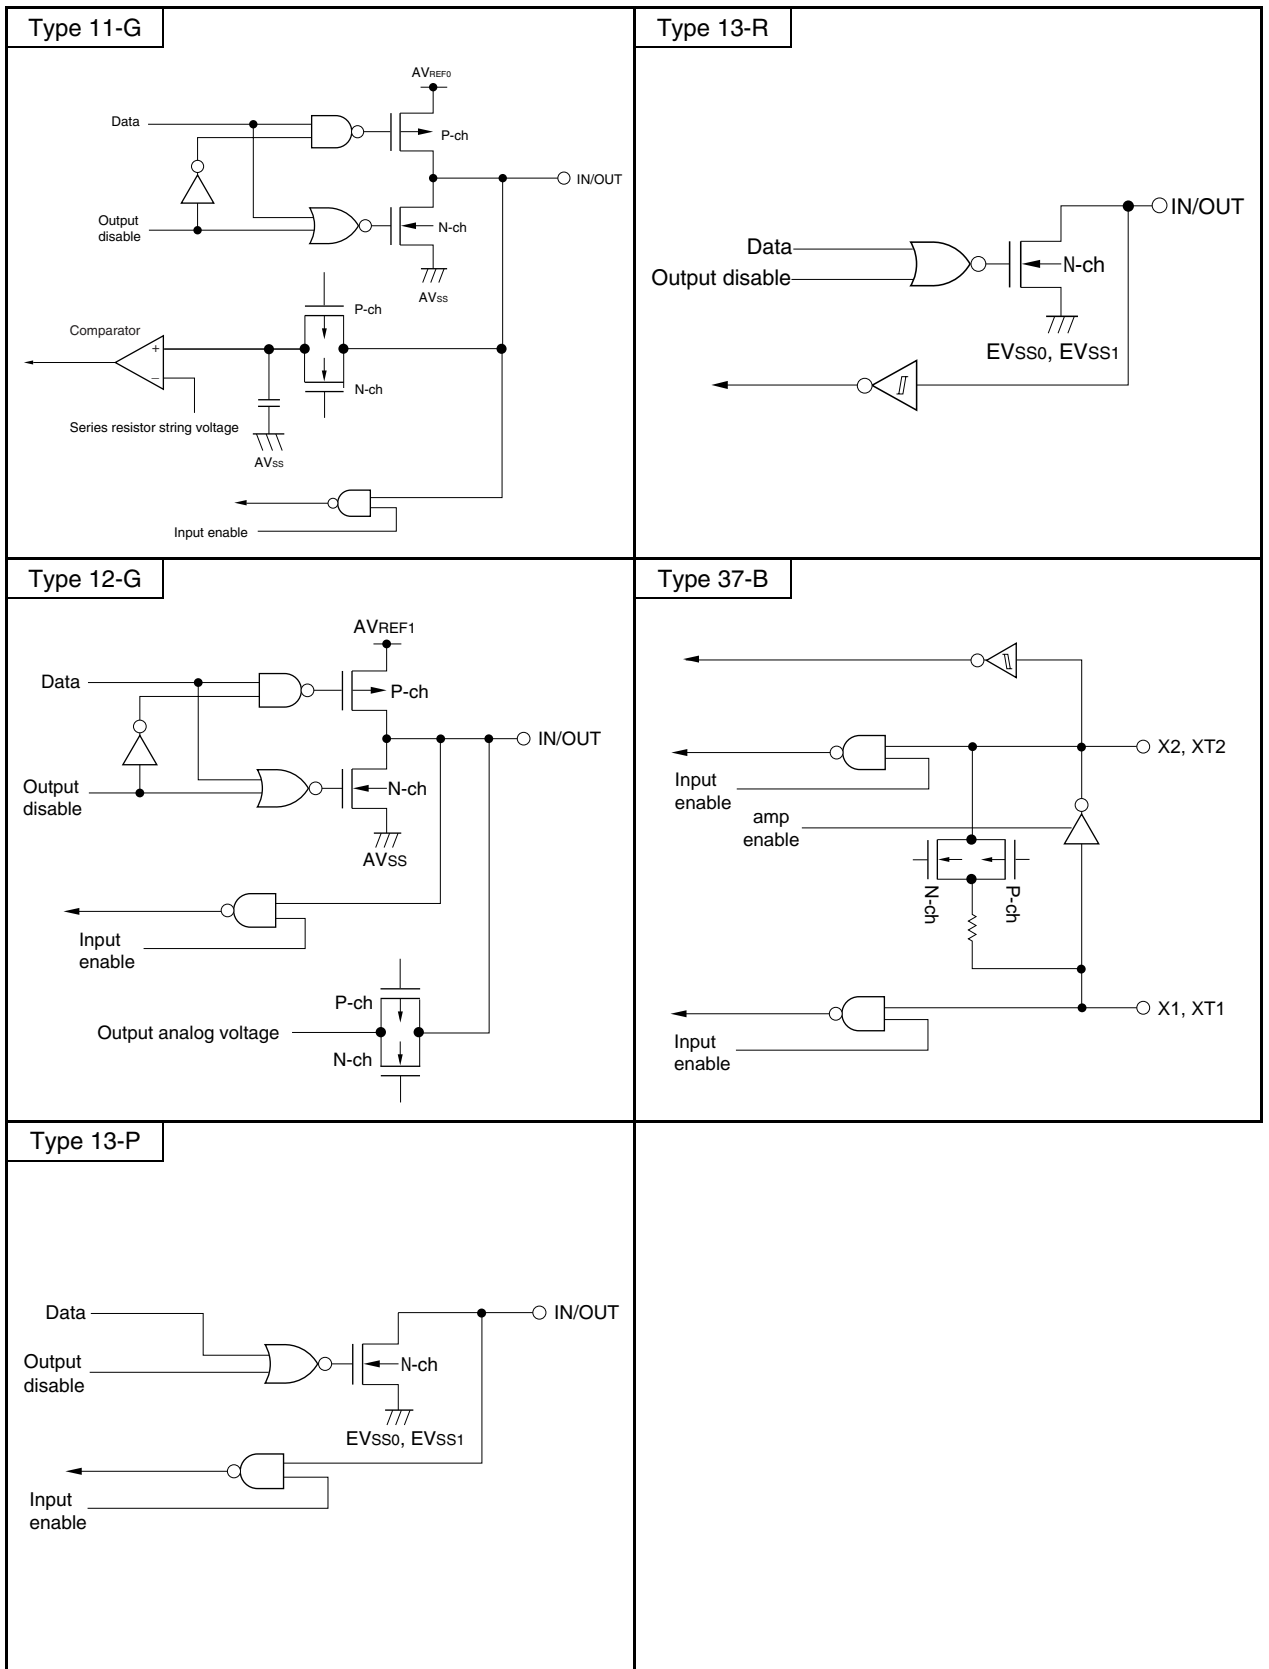 Type 11-G
AVREF0
Data
P-ch
IN/OUT
Output
disable
N-ch
AVSS
P-ch
Comparator
+
–
N-ch
Series resistor string voltage
AVSS
Input enable
Type 13-R
IN/OUT
Data
Output disable
N-ch
EVSS0, EVSS1
Type 12-G
AVREF1
Data
P-ch
IN/OUT
Output
disable
N-ch
AVSS
Input
enable
P-ch
Output analog voltage
N-ch
Type 37-B
X2, XT2
Input
enable
amp
enable
N-ch
P-ch
X1, XT1
Input
enable
Type 13-P
Data
IN/OUT
Output
disable
N-ch
EVSS0, EVSS1
Input
enable